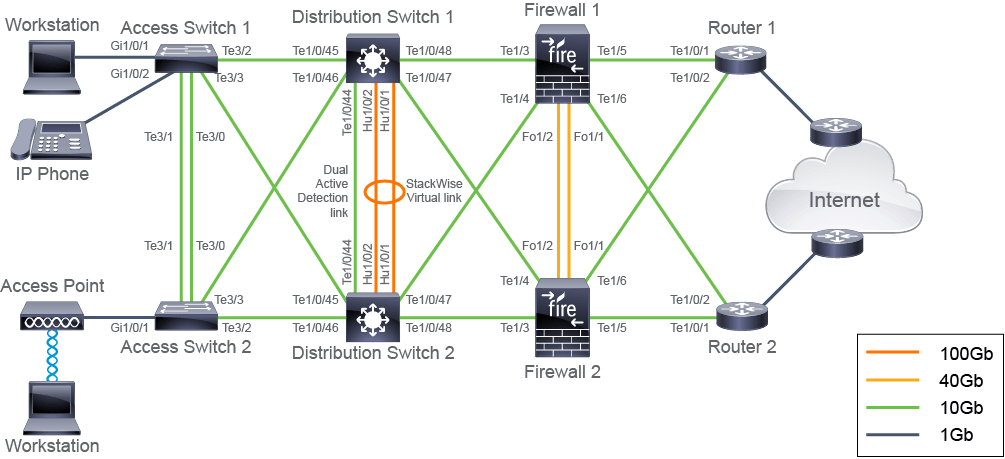 Workstation
Access Switch 1
Distribution Switch 1
Firewall 1
Router 1
Gi1/0/1
Te3/2
Te1/0/45
Te1/0/48
Te1/3
Te1/5
Te1/0/1
fire
Gi1/0/2
Te3/3
Te1/0/46
Te1/0/47
Te1/4
Te1/6
Te1/0/2
Te1/0/44
Hu1/0/2
Hu1/0/1
IP Phone
Te3/1
Te3/0
Fo1/2
Fo1/1
Dual
Active
Detection
link
StackWise
Virtual link
Internet
Te3/1
Te3/0
Te1/0/44
Hu1/0/2
Hu1/0/1
Fo1/2
Fo1/1
Access Point
Te3/3
Te1/0/45
Te1/0/47
Te1/4
Te1/6
Te1/0/2
fire
Gi1/0/1
Te3/2
Te1/0/46
Te1/0/48
Te1/3
Te1/5
Te1/0/1
Access Switch 2
Distribution Switch 2
Firewall 2
Router 2
Workstation
100Gb
40Gb
10Gb
1Gb